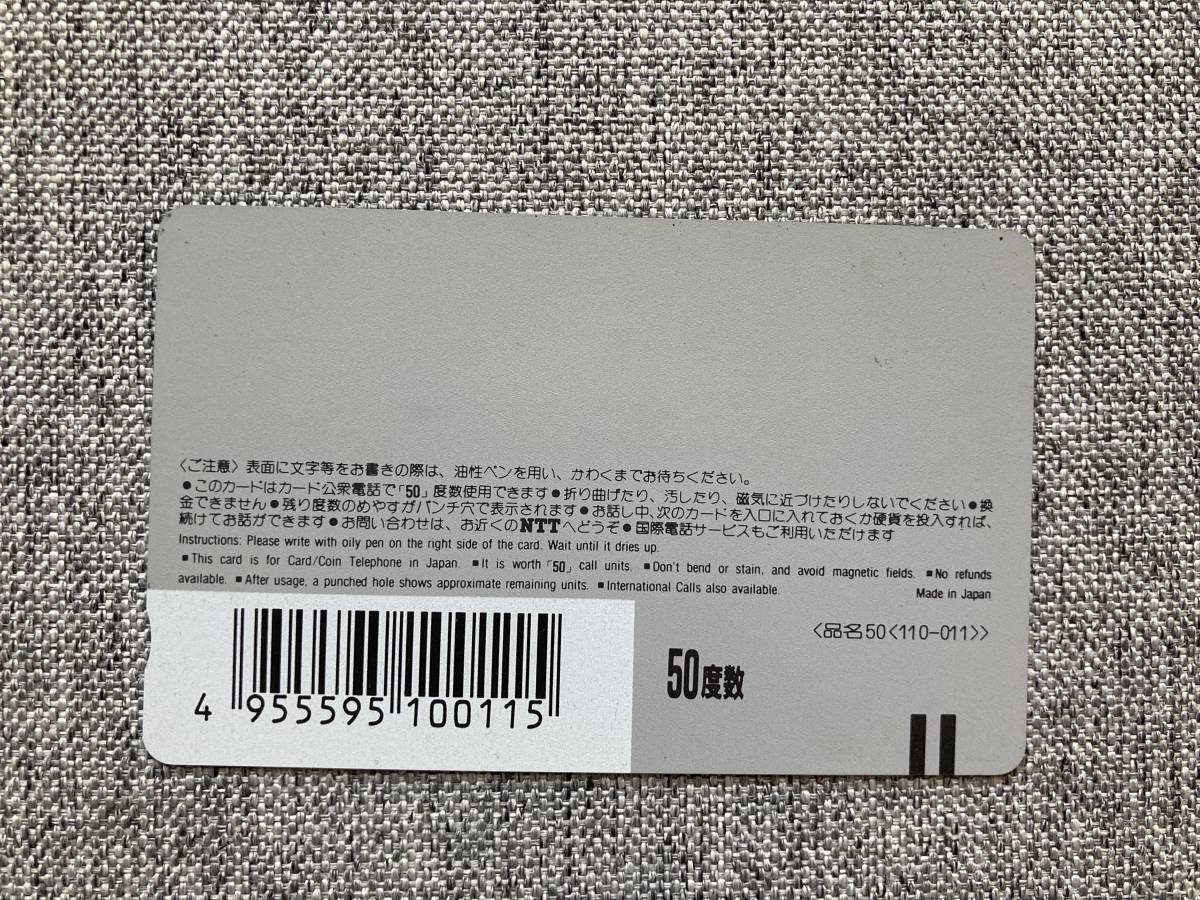 〈ご注意〉表面に文字等をお書きの際は、油性ペンを用い、かわくまでお待ちください。
●このカードはカード公衆電話で「50」度数使用できます●折り曲げたり、汚したり、磁気に近づけたりしないでください●換
金できません●残り度数のめやすがパンチ穴で表示されます●お話し中、次のカードを入口に入れておくか硬貨を投入すれば、
続けてお話ができます●お問い合わせは、お近くのNTTへどうぞ●国際電話サービスもご利用いただけます
Instructions: Please write with oily pen on the right side of the card. Wait until it dries up.
■This card is for Card/Coin Telephone in Japan. ■It is worth「50」call units. ■Don't bend or stain, and avoid magnetic fields. ■No refunds
available. ■After usage, a punched hole shows approximate remaining units. ■International Calls also available.
Made in Japan
〈品名50〈110-011〉〉
50度数
4 955595 100115